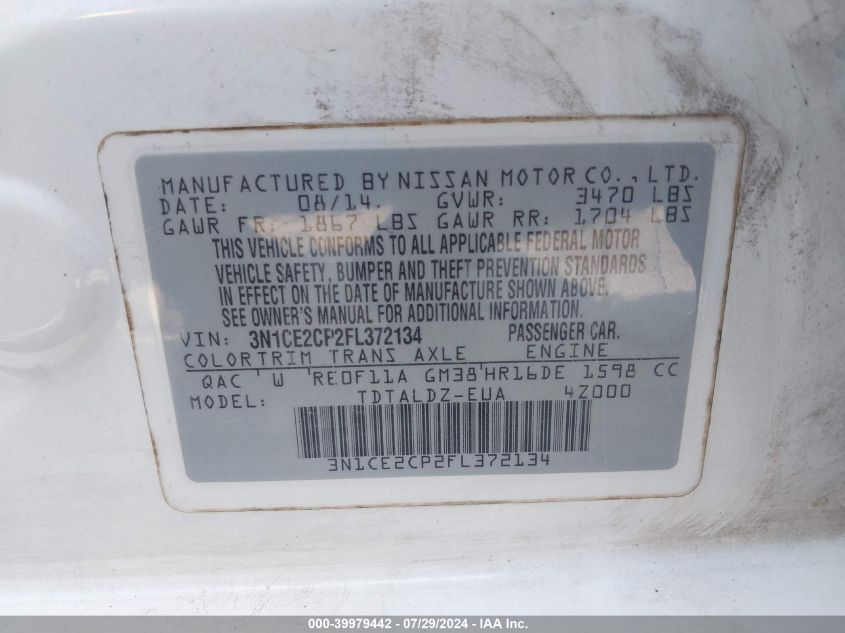 MANUFACTURED BY NISSAN MOTOR CO., LTD.
DATE: 08/14. GVWR: 3470 LBS
GAWR FR: 1867 LBS GAWR RR: 1704 LBS
THIS VEHICLE CONFORMS TO ALL APPLICABLE FEDERAL MOTOR
VEHICLE SAFETY, BUMPER AND THEFT PREVENTION STANDARDS
IN EFFECT ON THE DATE OF MANUFACTURE SHOWN ABOVE.
SEE OWNER'S MANUAL FOR ADDITIONAL INFORMATION.
VIN: 3N1CE2CP2FL372134 PASSENGER CAR.
COLORTRIM TRANS AXLE ENGINE
QAC ' W ' RE0F11A GM38'HR16DE 1598 CC
MODEL: TDTALDZ-EUA 4Z000
3N1CE2CP2FL372134
000-39979442 - 07/29/2024 - IAA Inc.